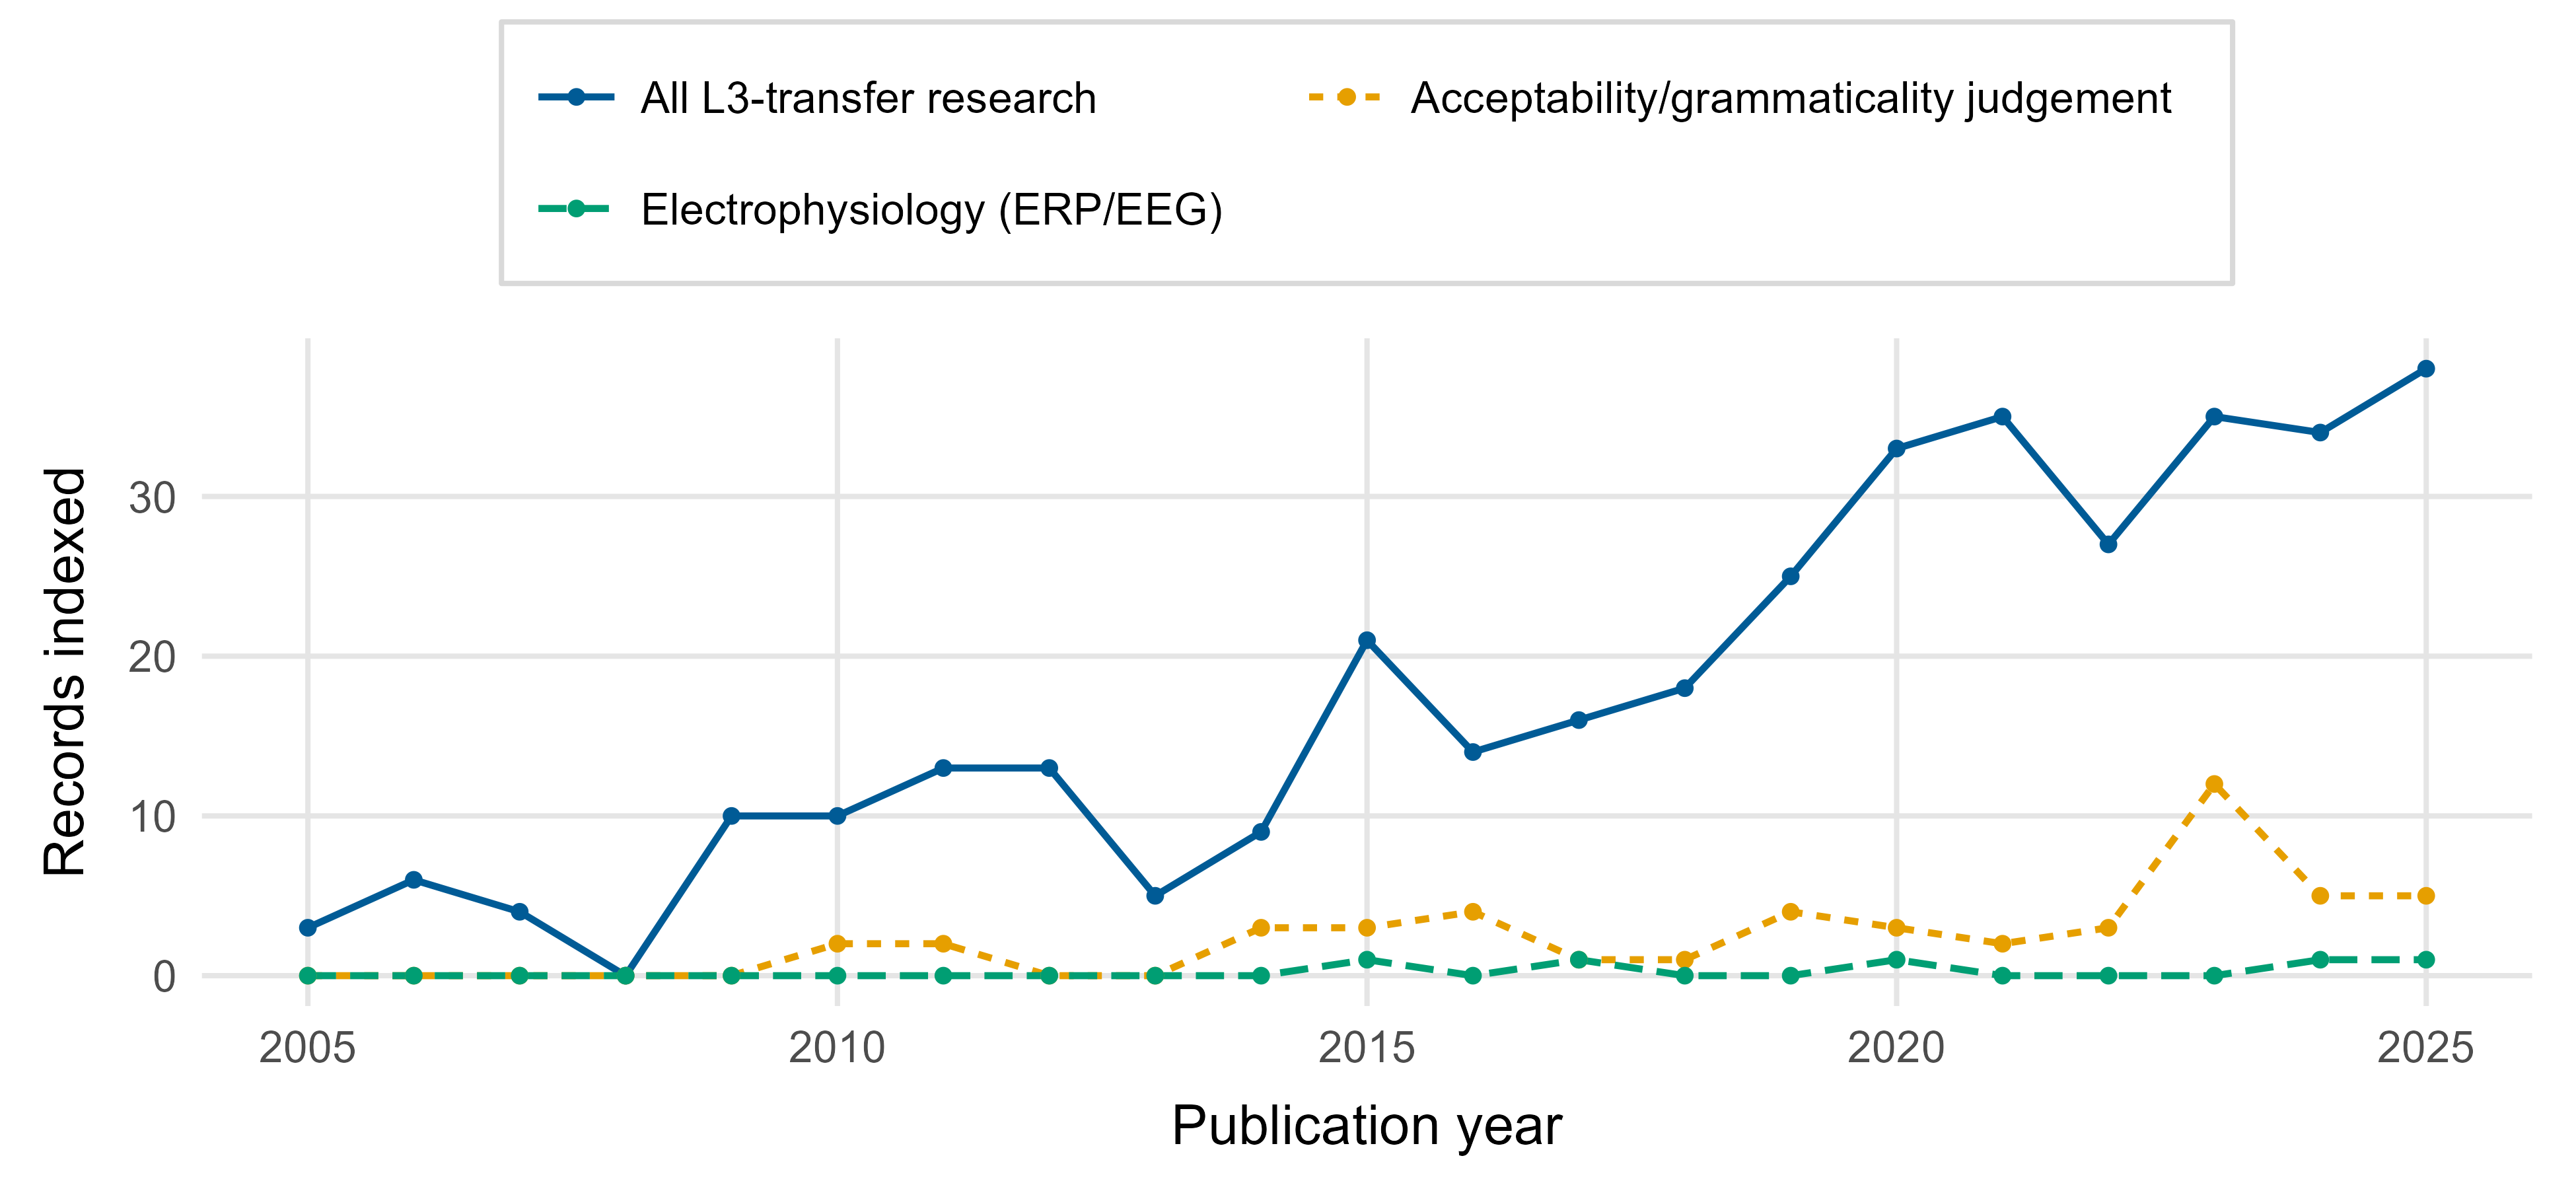 All L3-transfer research
Acceptability/grammaticality judgement
Electrophysiology (ERP/EEG)
Records indexed
30
20
10
0
2005
2010
2015
2020
2025
Publication year